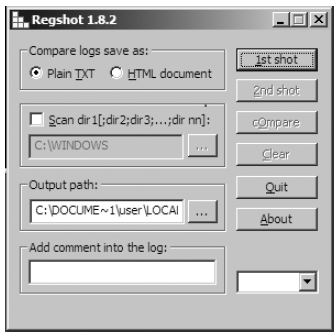 Regshot 1.8.2
Compare logs save as:
Plain TXT HTML document
Scan dir1[;dir2;dir3;...;dir nn]:
C:\WINDOWS ...
Output path:
C:\DOCUME~1\user\LOCAl ...
Add comment into the log:
1st shot
2nd shot
cOmpare
Clear
Quit
About